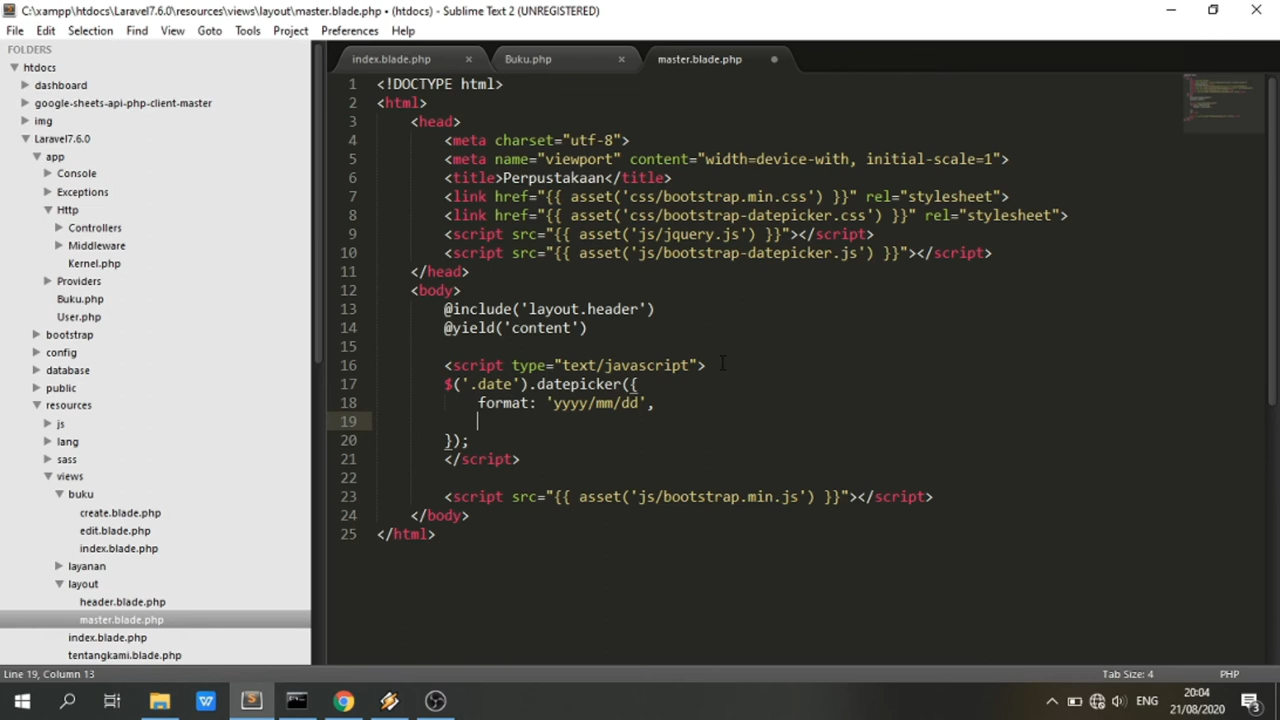 C:\xampp\htdocs\Laravel7.6.0\resources\views\layout\master.blade.php • (htdocs) - Sublime Text 2 (UNREGISTERED)
File Edit Selection Find View Goto Tools Project Preferences Help
FOLDERS
htdocs
dashboard
google-sheets-api-php-client-master
img
Laravel7.6.0
app
Console
Exceptions
Http
Controllers
Middleware
Kernel.php
Providers
Buku.php
User.php
bootstrap
config
database
public
resources
js
lang
sass
views
buku
create.blade.php
edit.blade.php
index.blade.php
layanan
layout
header.blade.php
master.blade.php
index.blade.php
tentangkami.blade.php
index.blade.php × Buku.php × master.blade.php •
1 <!DOCTYPE html>
2 <html>
3 <head>
4 <meta charset="utf-8">
5 <meta name="viewport" content="width=device-with, initial-scale=1">
6 <title>Perpustakaan</title>
7 <link href="{{ asset('css/bootstrap.min.css') }}" rel="stylesheet">
8 <link href="{{ asset('css/bootstrap-datepicker.css') }}" rel="stylesheet">
9 <script src="{{ asset('js/jquery.js') }}"></script>
10 <script src="{{ asset('js/bootstrap-datepicker.js') }}"></script>
11 </head>
12 <body>
13 @include('layout.header')
14 @yield('content')
15
16 <script type="text/javascript">
17 $('.date').datepicker({
18 format: 'yyyy/mm/dd',
19
20 });
21 </script>
22
23 <script src="{{ asset('js/bootstrap.min.js') }}"></script>
24 </body>
25 </html>
Line 19, Column 13 Tab Size: 4 PHP
ENG 20:04
21/08/2020
3